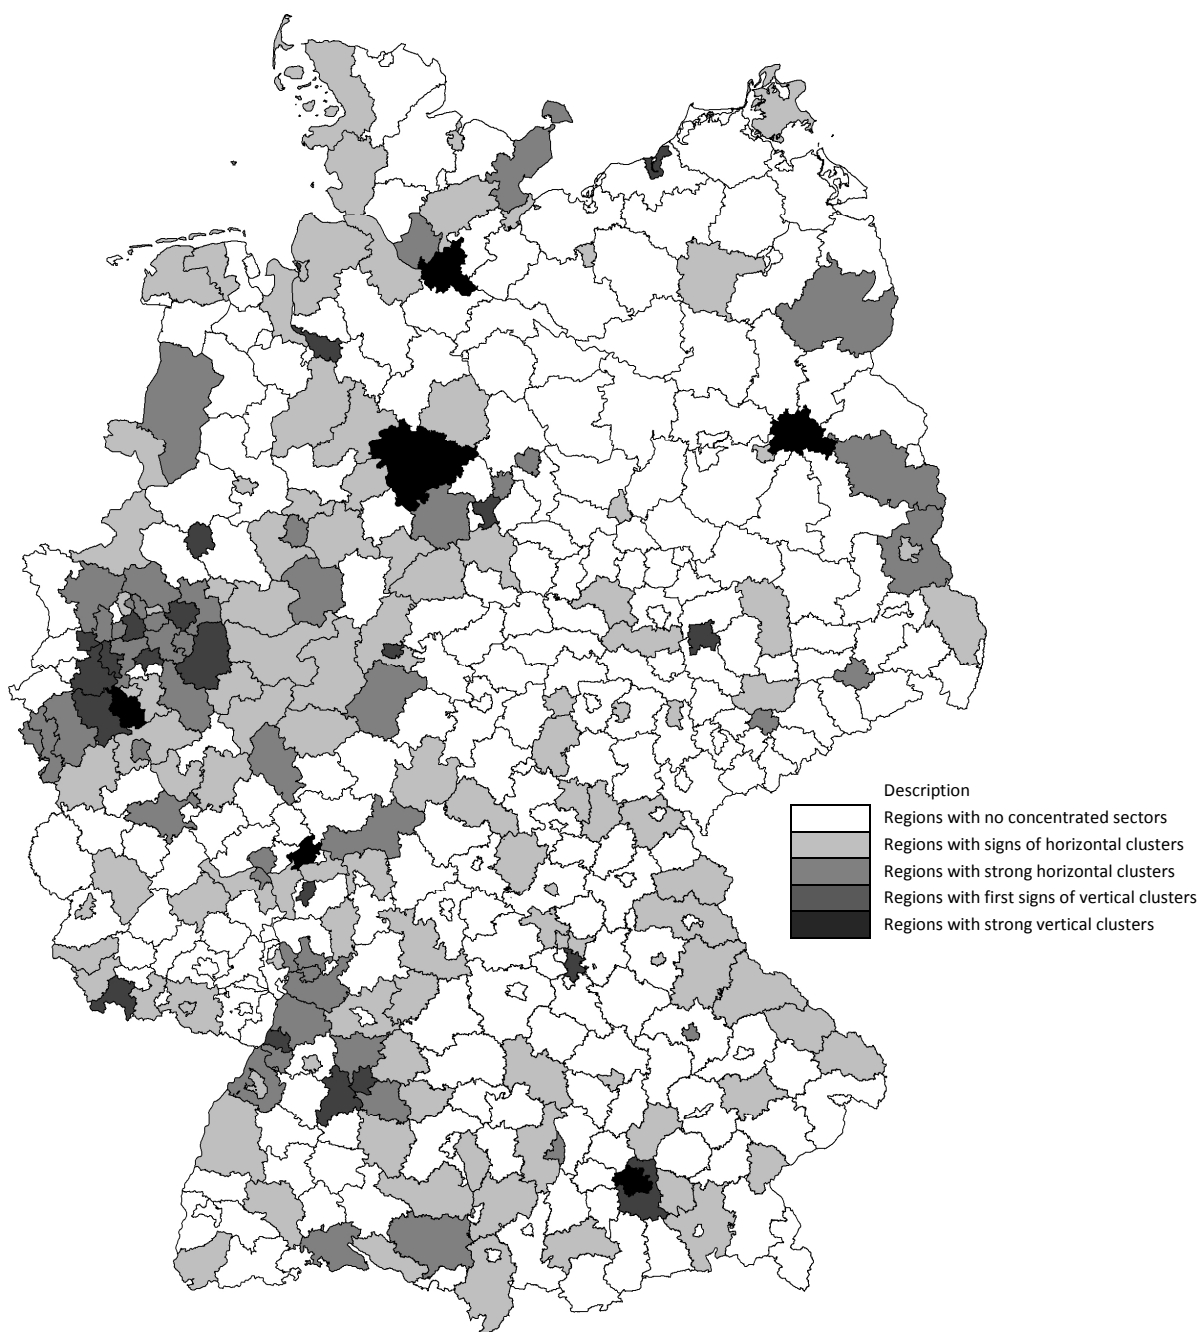 Description
Regions with no concentrated sectors
Regions with signs of horizontal clusters
Regions with strong horizontal clusters
Regions with first signs of vertical clusters
Regions with strong vertical clusters